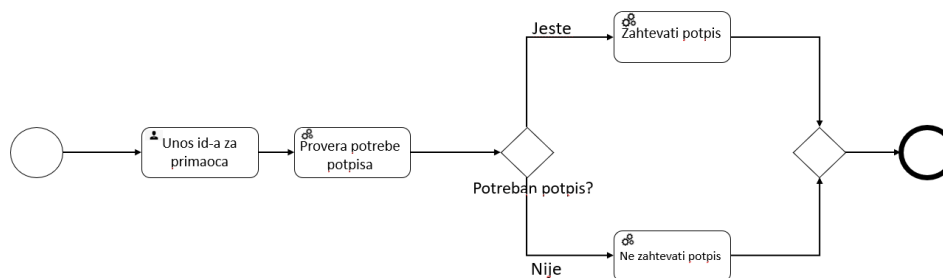 Jeste
Zahtevati potpis
Unos id-a za
primaoca
Provera potrebe
potpisa
Potreban potpis?
Ne zahtevati potpis
Nije